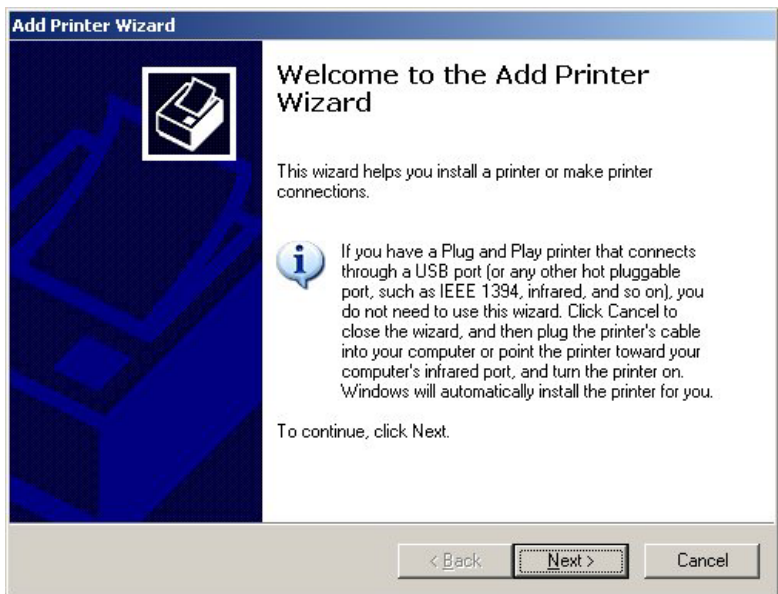 Add Printer Wizard
Welcome to the Add Printer
Wizard
This wizard helps you install a printer or make printer
connections.
If you have a Plug and Play printer that connects
through a USB port (or any other hot pluggable
port, such as IEEE 1394, infrared, and so on), you
do not need to use this wizard. Click Cancel to
close the wizard, and then plug the printer's cable
into your computer or point the printer toward your
computer's infrared port, and turn the printer on.
Windows will automatically install the printer for you.
To continue, click Next.
< Back Next > Cancel